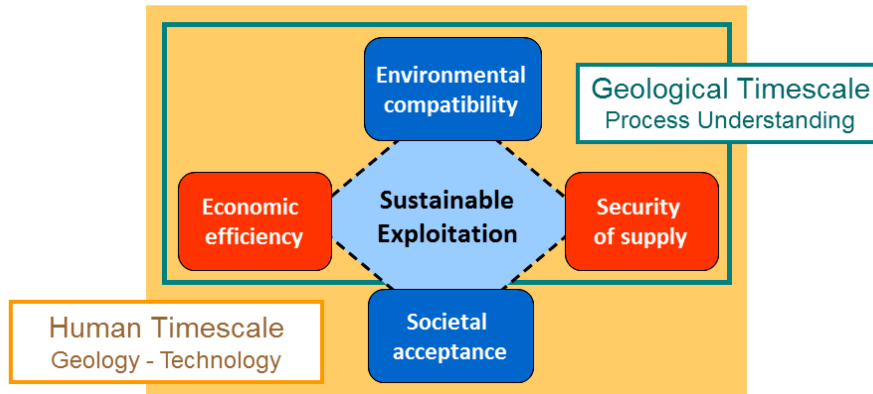 Environmental
compatibility
Geological Timescale
Process Understanding
Economic
efficiency
Sustainable
Exploitation
Security
of supply
Human Timescale
Geology - Technology
Societal
acceptance